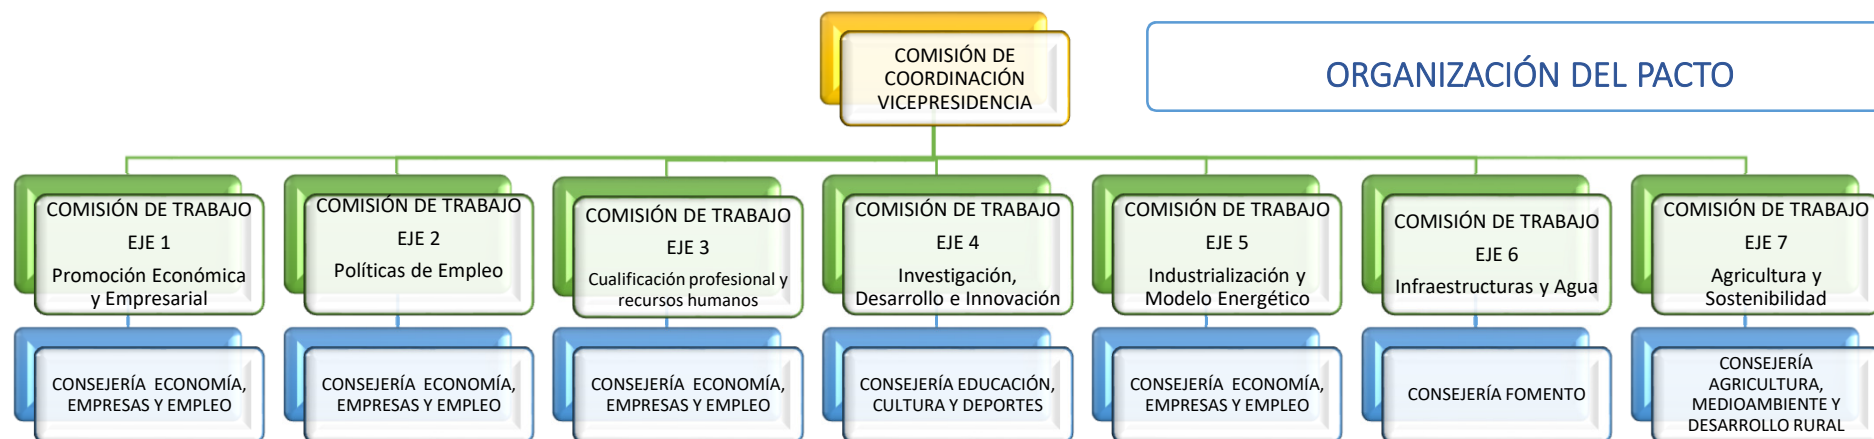 COMISIÓN DE
COORDINACIÓN
VICEPRESIDENCIA
ORGANIZACIÓN DEL PACTO
COMISIÓN DE TRABAJO
EJE 1
Promoción Económica
y Empresarial
COMISIÓN DE TRABAJO
EJE 2
Políticas de Empleo
COMISIÓN DE TRABAJO
EJE 3
Cualificación profesional y
recursos humanos
COMISIÓN DE TRABAJO
EJE 4
Investigación,
Desarrollo e Innovación
COMISIÓN DE TRABAJO
EJE 5
Industrialización y
Modelo Energético
COMISIÓN DE TRABAJO
EJE 6
Infraestructuras y Agua
COMISIÓN DE TRABAJO
EJE 7
Agricultura y
Sostenibilidad
CONSEJERÍA ECONOMÍA,
EMPRESAS Y EMPLEO
CONSEJERÍA ECONOMÍA,
EMPRESAS Y EMPLEO
CONSEJERÍA ECONOMÍA,
EMPRESAS Y EMPLEO
CONSEJERÍA EDUCACIÓN,
CULTURA Y DEPORTES
CONSEJERÍA ECONOMÍA,
EMPRESAS Y EMPLEO
CONSEJERÍA FOMENTO
CONSEJERÍA
AGRICULTURA,
MEDIOAMBIENTE Y
DESARROLLO RURAL